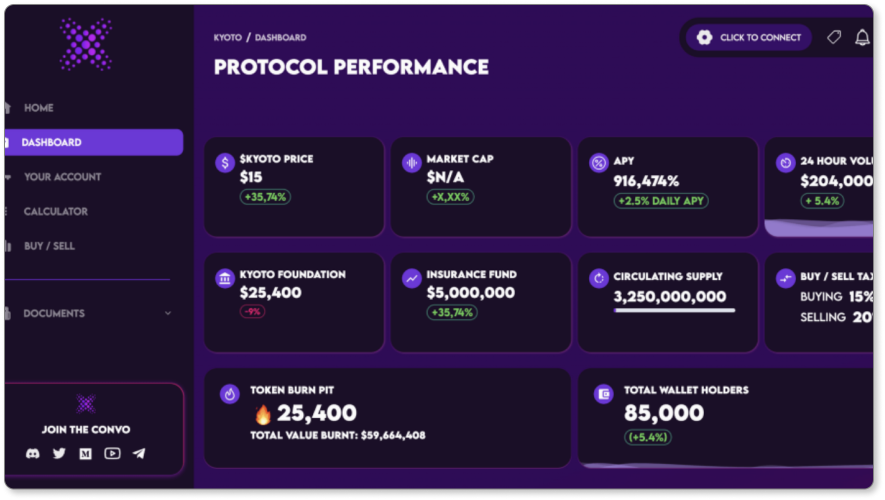 KYOTO / DASHBOARD
CLICK TO CONNECT
PROTOCOL PERFORMANCE
HOME
DASHBOARD
YOUR ACCOUNT
CALCULATOR
BUY / SELL
DOCUMENTS
JOIN THE CONVO
$KYOTO PRICE
$15
+35,74%
MARKET CAP
$N/A
+X,XX%
APY
916,474%
+2.5% DAILY APY
24 HOUR
$204,000
+ 5.4%
KYOTO FOUNDATION
$25,400
-9%
INSURANCE FUND
$5,000,000
+35,74%
CIRCULATING SUPPLY
3,250,000,000
BUY / SELL
BUYING 15%
SELLING 20
TOKEN BURN PIT
🔥 25,400
TOTAL VALUE BURNT: $59,664,408
TOTAL WALLET HOLDERS
85,000
(+5.4%)